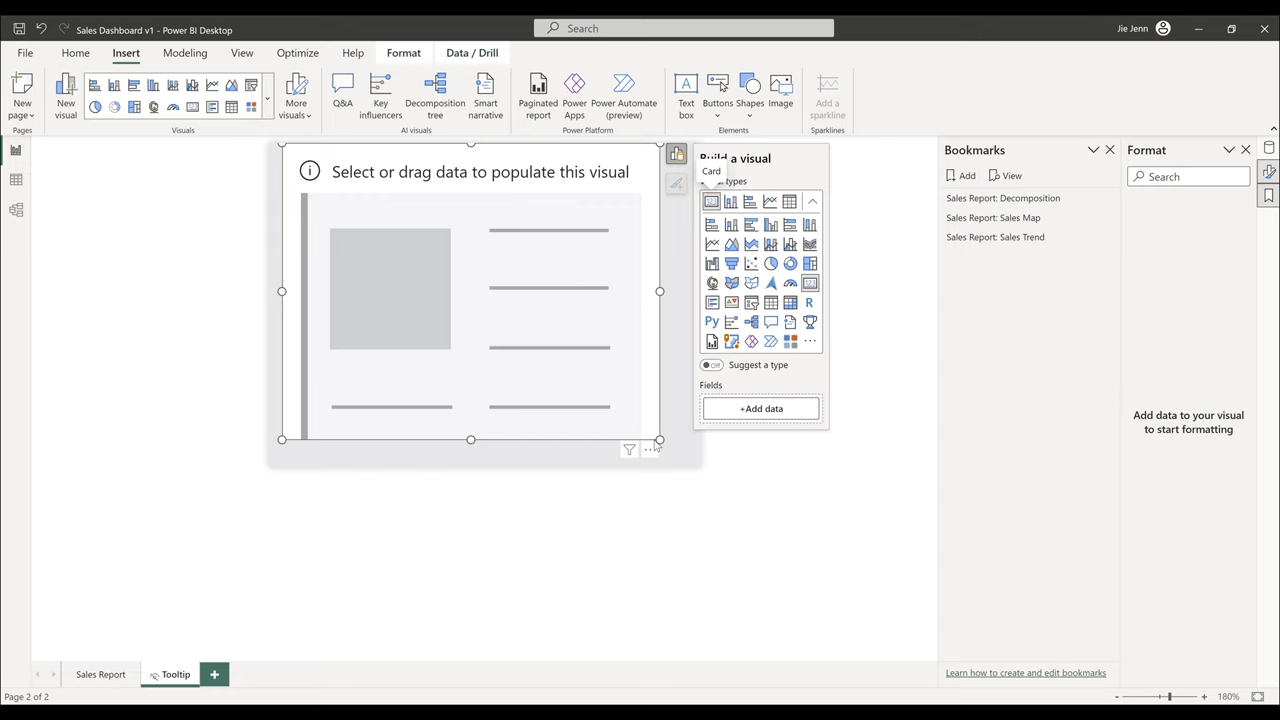 Sales Dashboard v1 - Power BI Desktop
Search
Jie Jenn
File
Home
Insert
Modeling
View
Optimize
Help
Format
Data / Drill
New page
New visual
More visuals
Q&A
Key influencers
Decomposition tree
Smart narrative
Paginated report
Power Apps
Power Automate (preview)
Text box
Buttons
Shapes
Image
Add a sparkline
Pages
Visuals
AI visuals
Power Platform
Elements
Sparklines
Select or drag data to populate this visual
Build a visual
Card
types
R
Py
Suggest a type
Off
Fields
+Add data
Bookmarks
Add
View
Sales Report: Decomposition
Sales Report: Sales Map
Sales Report: Sales Trend
Learn how to create and edit bookmarks
Format
Search
Add data to your visual
to start formatting
Sales Report
Tooltip
Page 2 of 2
180%